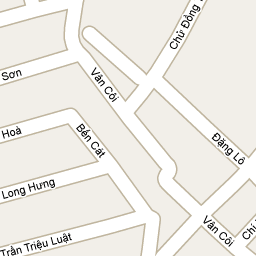 Chử Đồng
Sơn
Vân Côi
Hoà
Bến Cát
Đăng Lô
Long Hưng
Vân Côi
Trần Triệu Luật